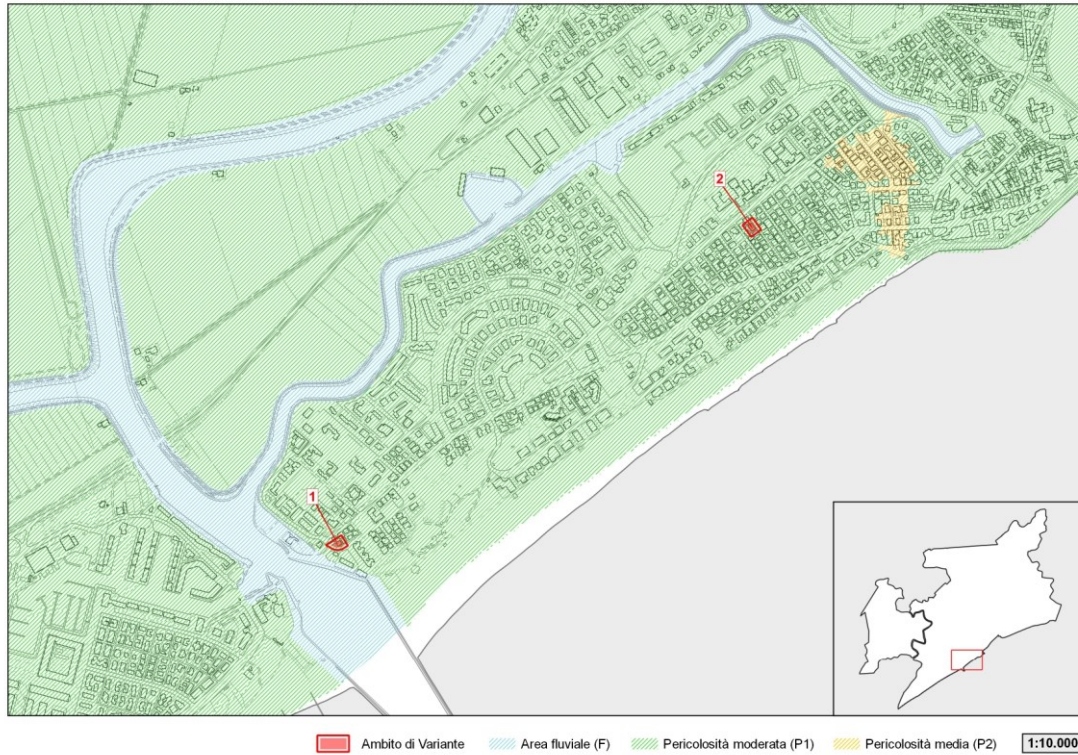 2
1
Ambito di Variante Area fluviale (F) Pericolosità moderata (P1) Pericolosità media (P2) 1:10.000